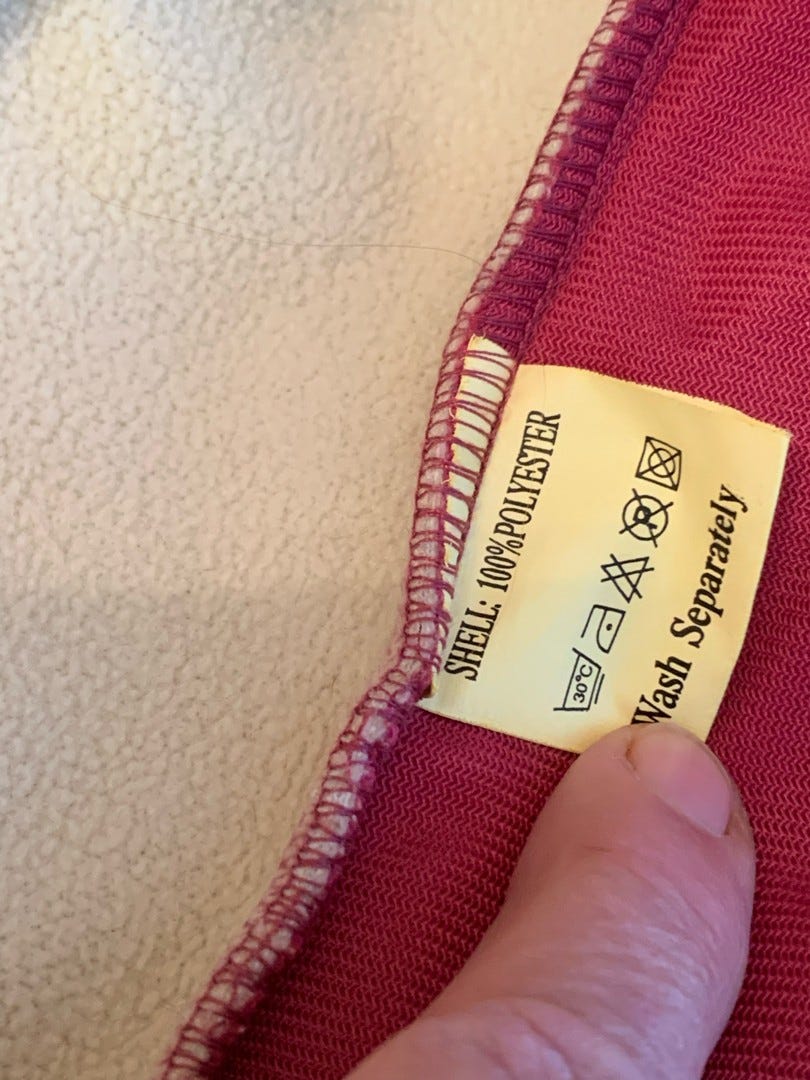 SHELL: 100%POLYESTER
30°C P
Wash Separately